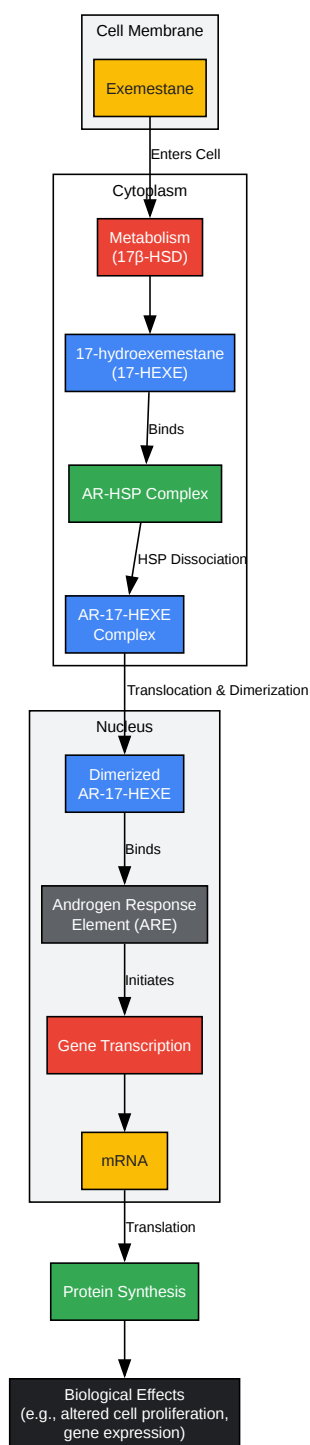 Cell Membrane
Exemestane
Enters Cell
Cytoplasm
Metabolism
(17β-HSD)
17-hydroexemestane
(17-HEXE)
Binds
AR-HSP Complex
HSP Dissociation
AR-17-HEXE
Complex
Translocation & Dimerization
Nucleus
Dimerized
AR-17-HEXE
Binds
Androgen Response
Element (ARE)
Initiates
Gene Transcription
mRNA
Translation
Protein Synthesis
Biological Effects
(e.g., altered cell proliferation,
gene expression)